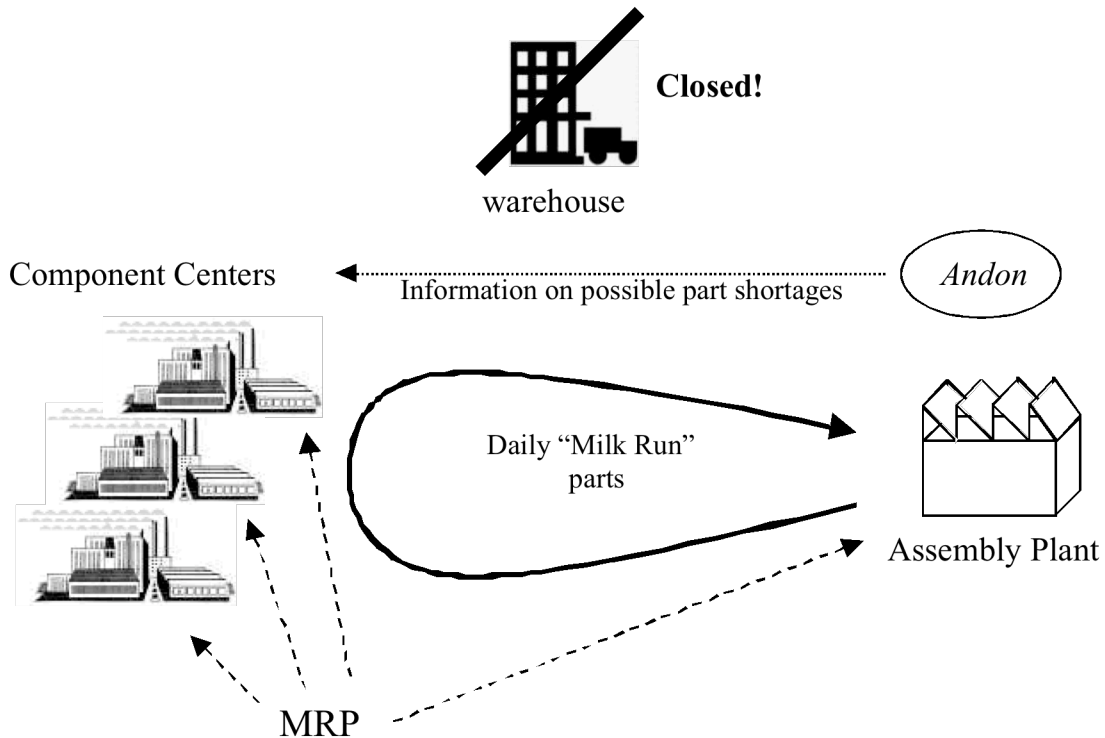 Closed!
warehouse
Component Centers
Andon
Information on possible part shortages
Daily “Milk Run”
parts
Assembly Plant
MRP